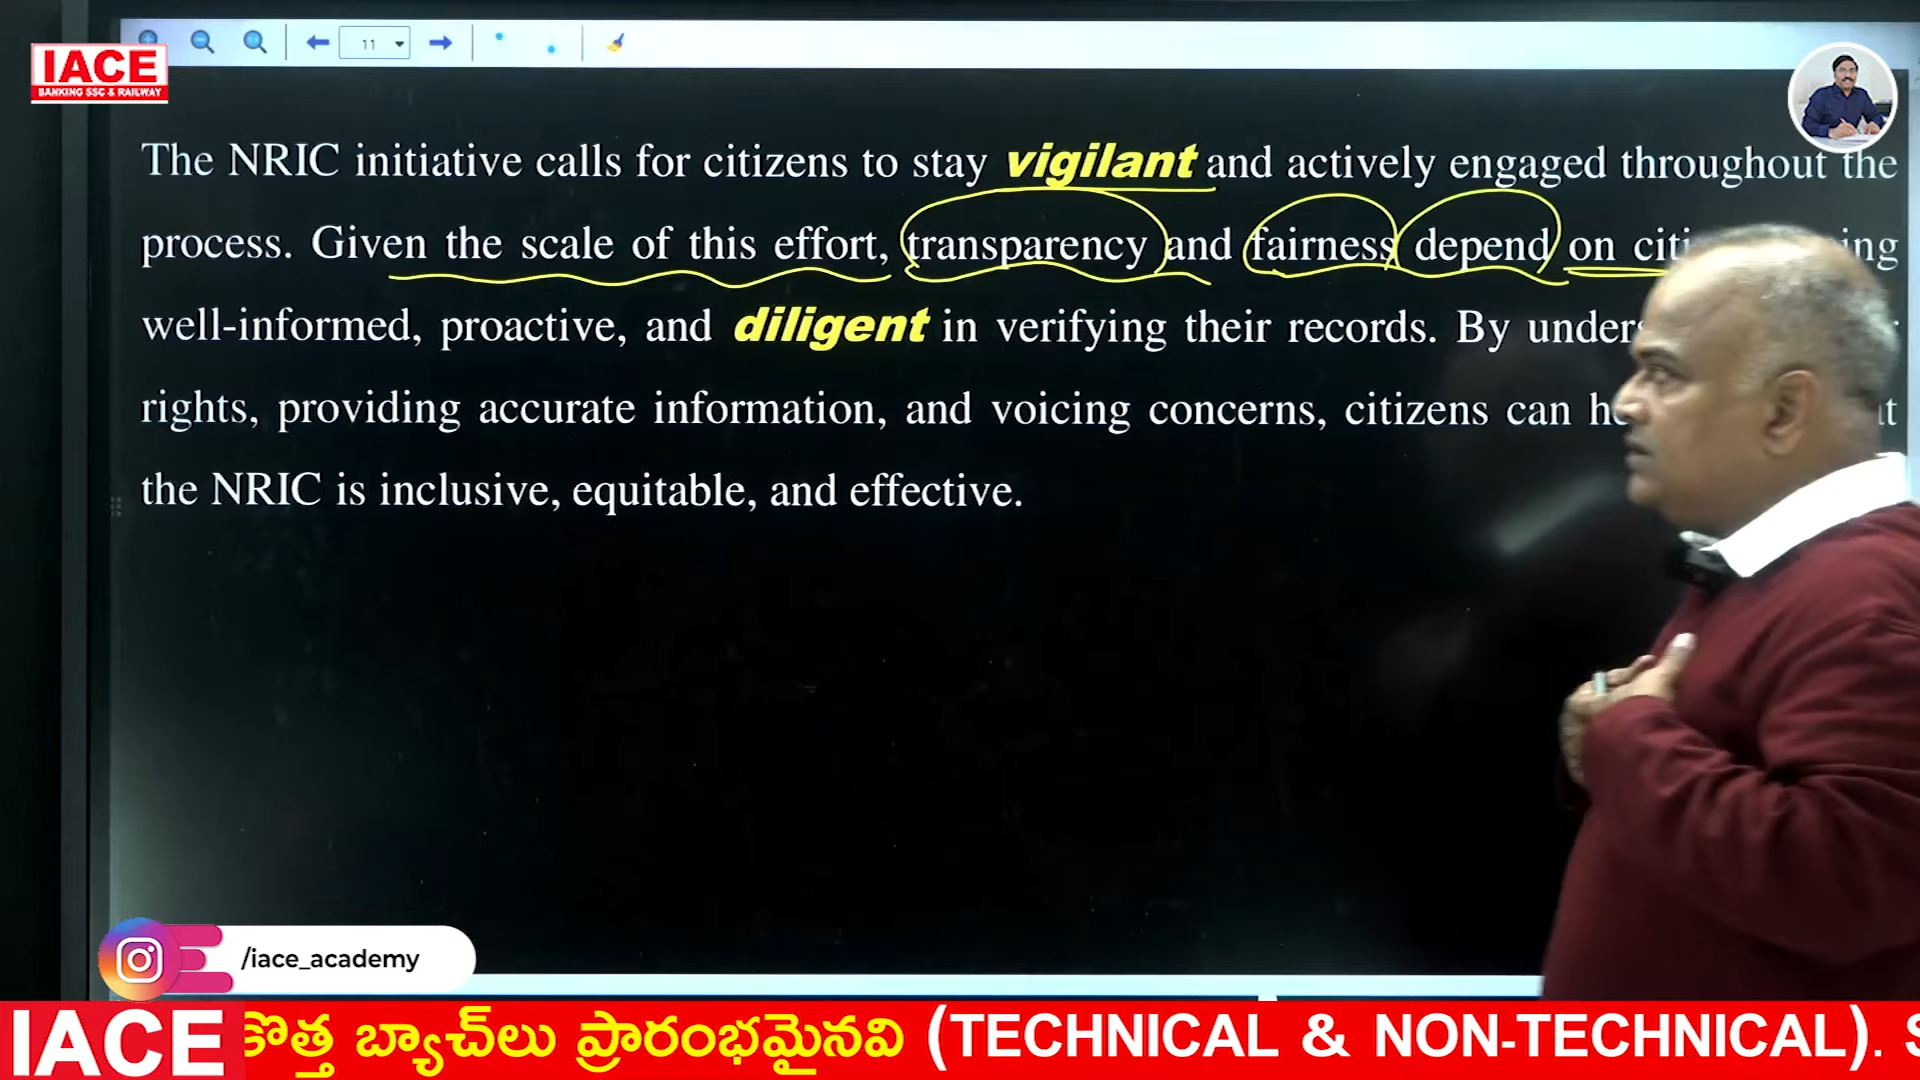 11
IACE
BANKING SSC & RAILWAY
The NRIC initiative calls for citizens to stay vigilant and actively engaged throughout the
process. Given the scale of this effort, transparency and fairness depend on
well-informed, proactive, and diligent in verifying their records. By
rights, providing accurate information, and voicing concerns, citizens can
the NRIC is inclusive, equitable, and effective.
/iace_academy
IACE కొత్త బ్యాచ్‌లు ప్రారంభమైనవి (TECHNICAL & NON-TECHNICAL). S